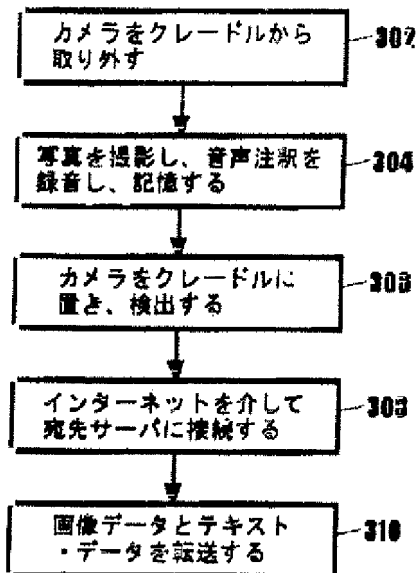 カメラをクレードルから
取り外す
302
写真を撮影し、音声注釈を
録音し、記憶する
304
カメラをクレードルに
置き、検出する
306
インターネットを介して
宛先サーバに接続する
308
画像データとテキスト
・データを転送する
310